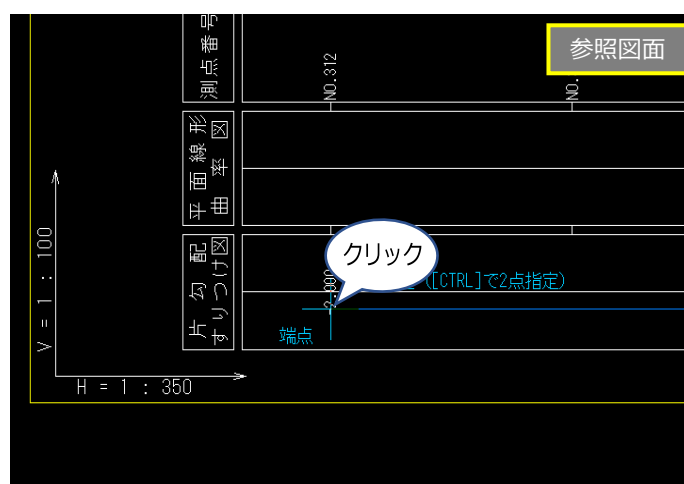 参照図面
測点番号
NO.312
NO.
平面線形
曲率図
片勾配
すりつけ図
クリック
([CTRL]で2点指定)
端点
V = 1 : 100
H = 1 : 350